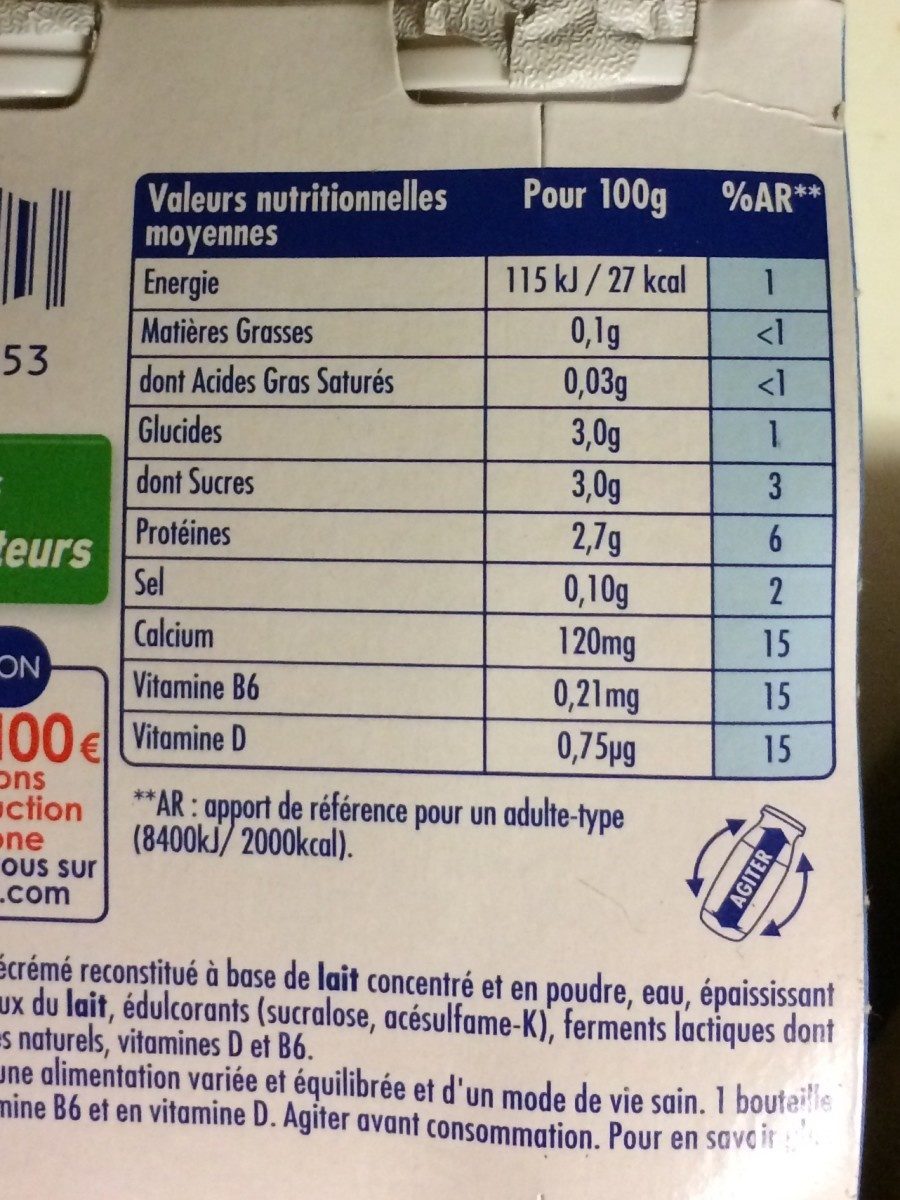 Valeurs nutritionnelles moyennes Pour 100g %AR**
Energie 115 kJ / 27 kcal 1
Matières Grasses 0,1g <1
dont Acides Gras Saturés 0,03g <1
Glucides 3,0g 1
dont Sucres 3,0g 3
Protéines 2,7g 6
Sel 0,10g 2
Calcium 120mg 15
Vitamine B6 0,21mg 15
Vitamine D 0,75µg 15
**AR : apport de référence pour un adulte-type
(8400kJ/ 2000kcal).
AGITER
53
teurs
ON
100€
ons
uction
one
ous sur
.com
écrémé reconstitué à base de lait concentré et en poudre, eau, épaississant
ux du lait, édulcorants (sucralose, acésulfame-K), ferments lactiques dont
es naturels, vitamines D et B6.
une alimentation variée et équilibrée et d'un mode de vie sain. 1 bouteille
mine B6 et en vitamine D. Agiter avant consommation. Pour en savoir